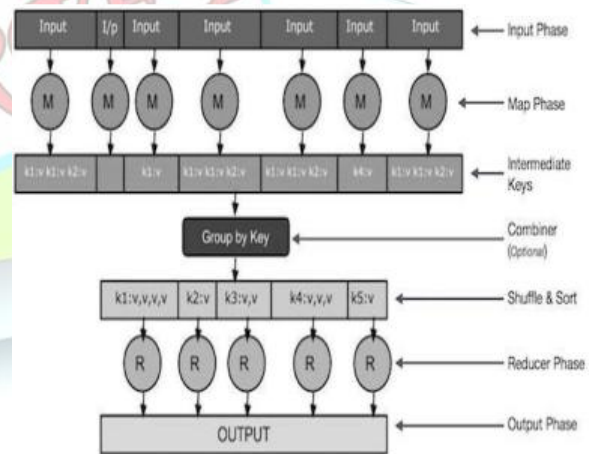 Input I/p Input Input Input Input Input Input Phase
M M M M M M M Map Phase
k1:v k1:v k2:v k1:v k1:v k1:v k2:v k1:v k1:v k2:v k4:v k1:v k1:v k2:v Intermediate
Keys
Group by Key Combiner
(Optional)
k1:v,v,v,v k2:v k3:v,v k4:v,v,v k5:v Shuffle & Sort
R R R R R Reducer Phase
OUTPUT Output Phase